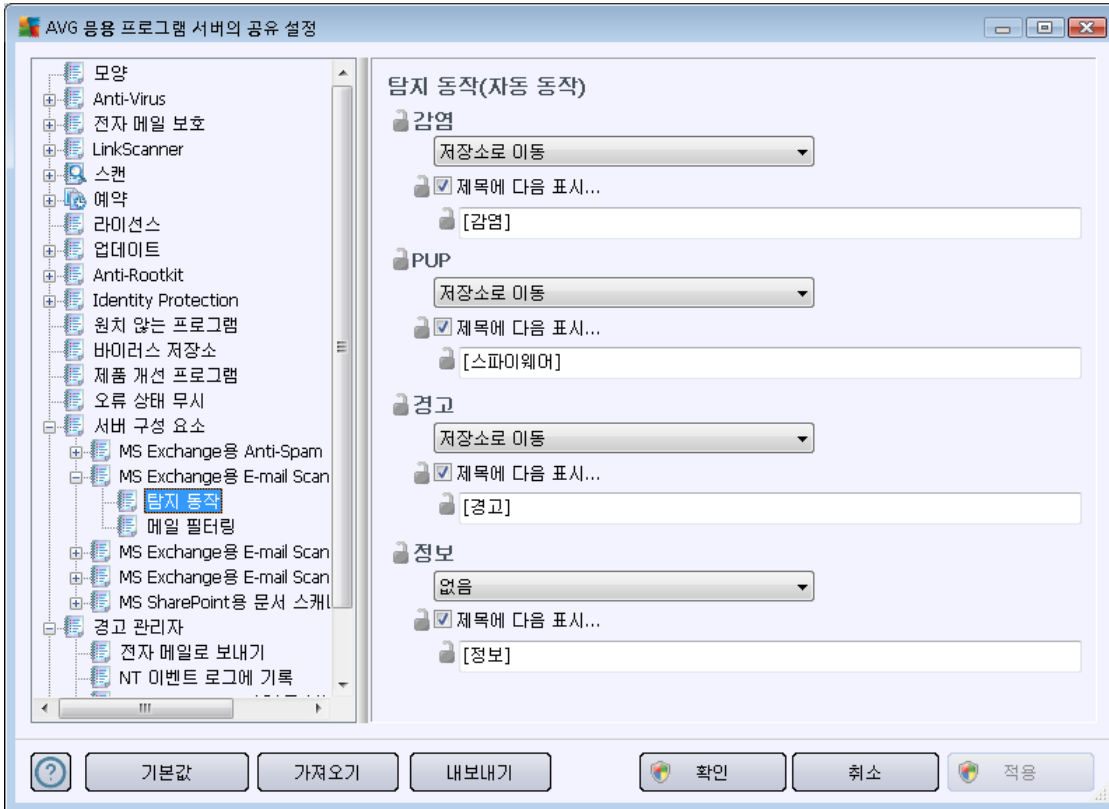 AVG 응용 프로그램 서버의 공유 설정
모양
Anti-Virus
전자 메일 보호
LinkScanner
스캔
예약
라이선스
업데이트
Anti-Rootkit
Identity Protection
원치 않는 프로그램
바이러스 저장소
제품 개선 프로그램
오류 상태 무시
서버 구성 요소
MS Exchange용 Anti-Spam
MS Exchange용 E-mail Scan
탐지 동작
메일 필터링
MS Exchange용 E-mail Scan
MS Exchange용 E-mail Scan
MS SharePoint용 문서 스캐너
경고 관리자
전자 메일로 보내기
NT 이벤트 로그에 기록
탐지 동작(자동 동작)
감염
저장소로 이동
제목에 다음 표시...
[감염]
PUP
저장소로 이동
제목에 다음 표시...
[스파이웨어]
경고
저장소로 이동
제목에 다음 표시...
[경고]
정보
없음
제목에 다음 표시...
[정보]
기본값 가져오기 내보내기 확인 취소 적용